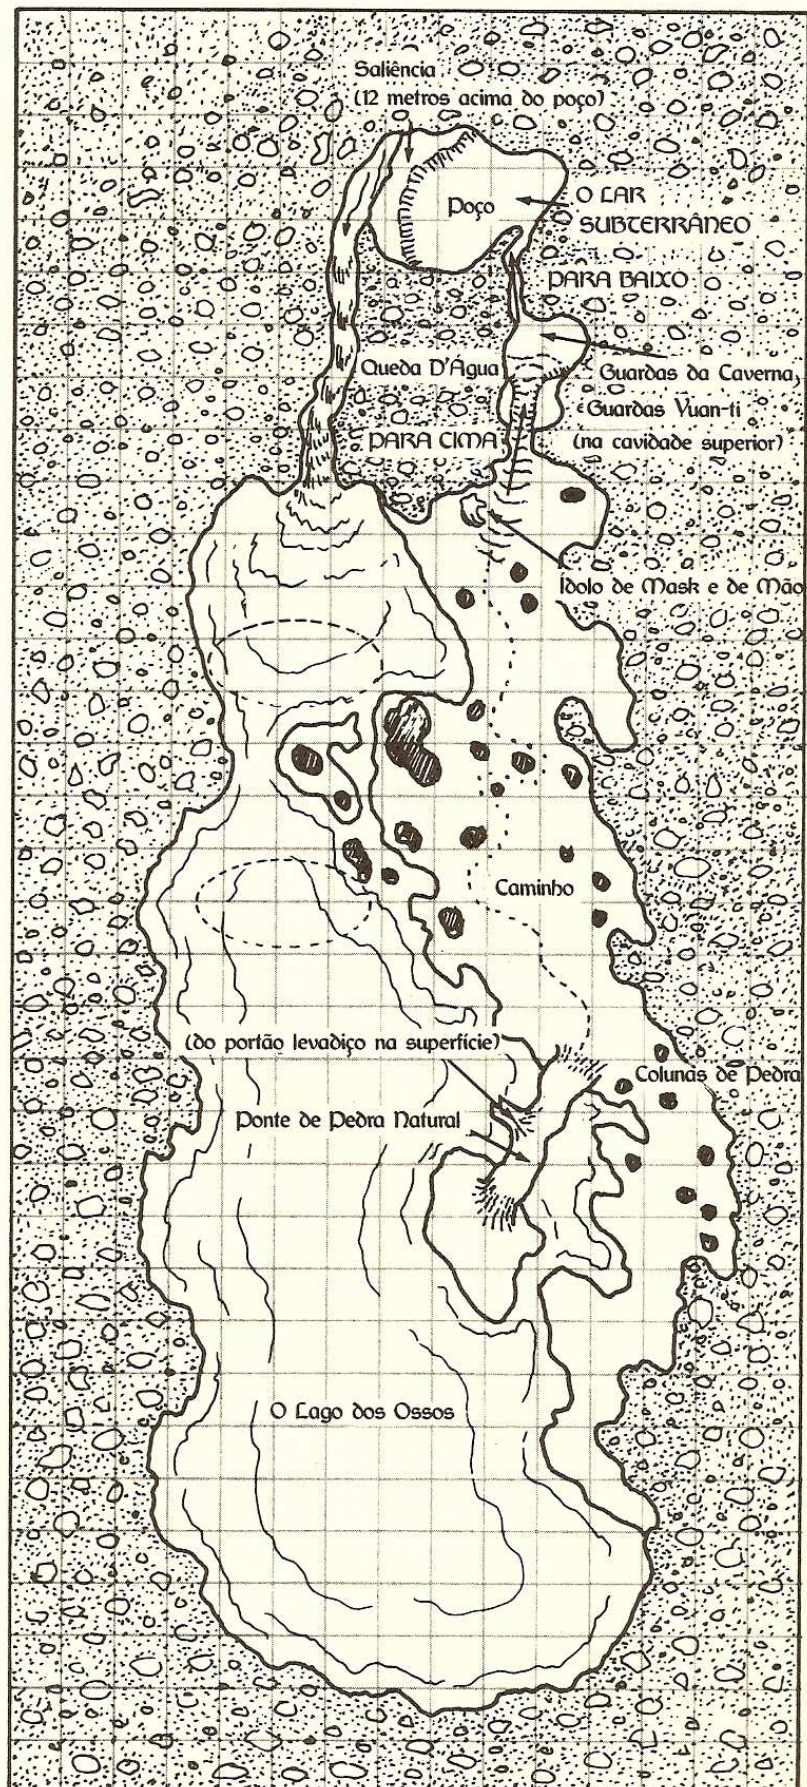 Saliência
(12 metros acima do poço)
Poço
O LAR
SUBTERRÂNEO
PARA BAIXO
Queda D'Água
Guardas da Caverna,
Guardas Yuan-ti
(na cavidade superior)
PARA CIMA
Ídolo de Mask e de Mão
Caminho
(do portão levadiço na superfície)
Colunas de Pedra
Ponte de Pedra Natural
O Lago dos Ossos